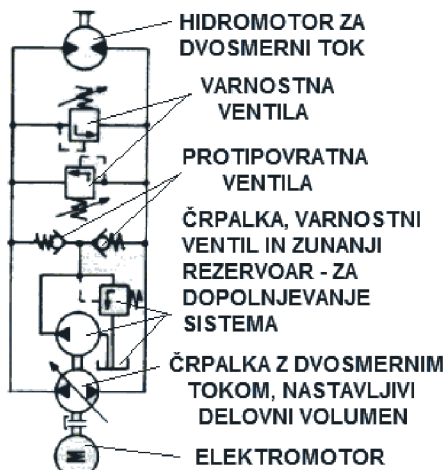 HIDROMOTOR ZA
DVOSMERNI TOK
VARNOSTNA
VENTILA
PROTIPOVRATNA
VENTILA
ČRPALKA, VARNOSTNI
VENTIL IN ZUNANJI
REZERVOAR - ZA
DOPOLNJEVANJE
SISTEMA
ČRPALKA Z DVOSMERNIM
TOKOM, NASTAVLJIVI
DELOVNI VOLUMEN
M
ELEKTROMOTOR